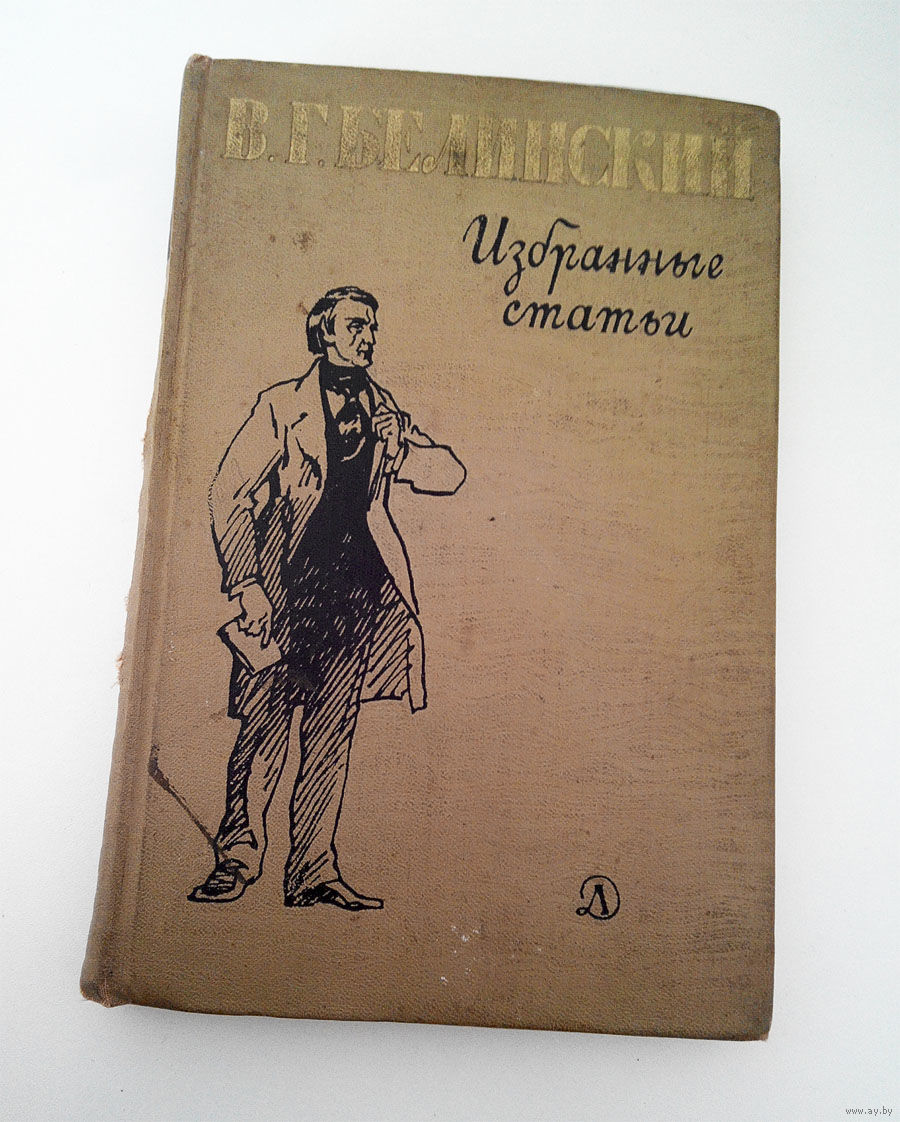 В. Г. БЕЛИНСКИЙ
Избранные
статьи
Д
www.ay.by